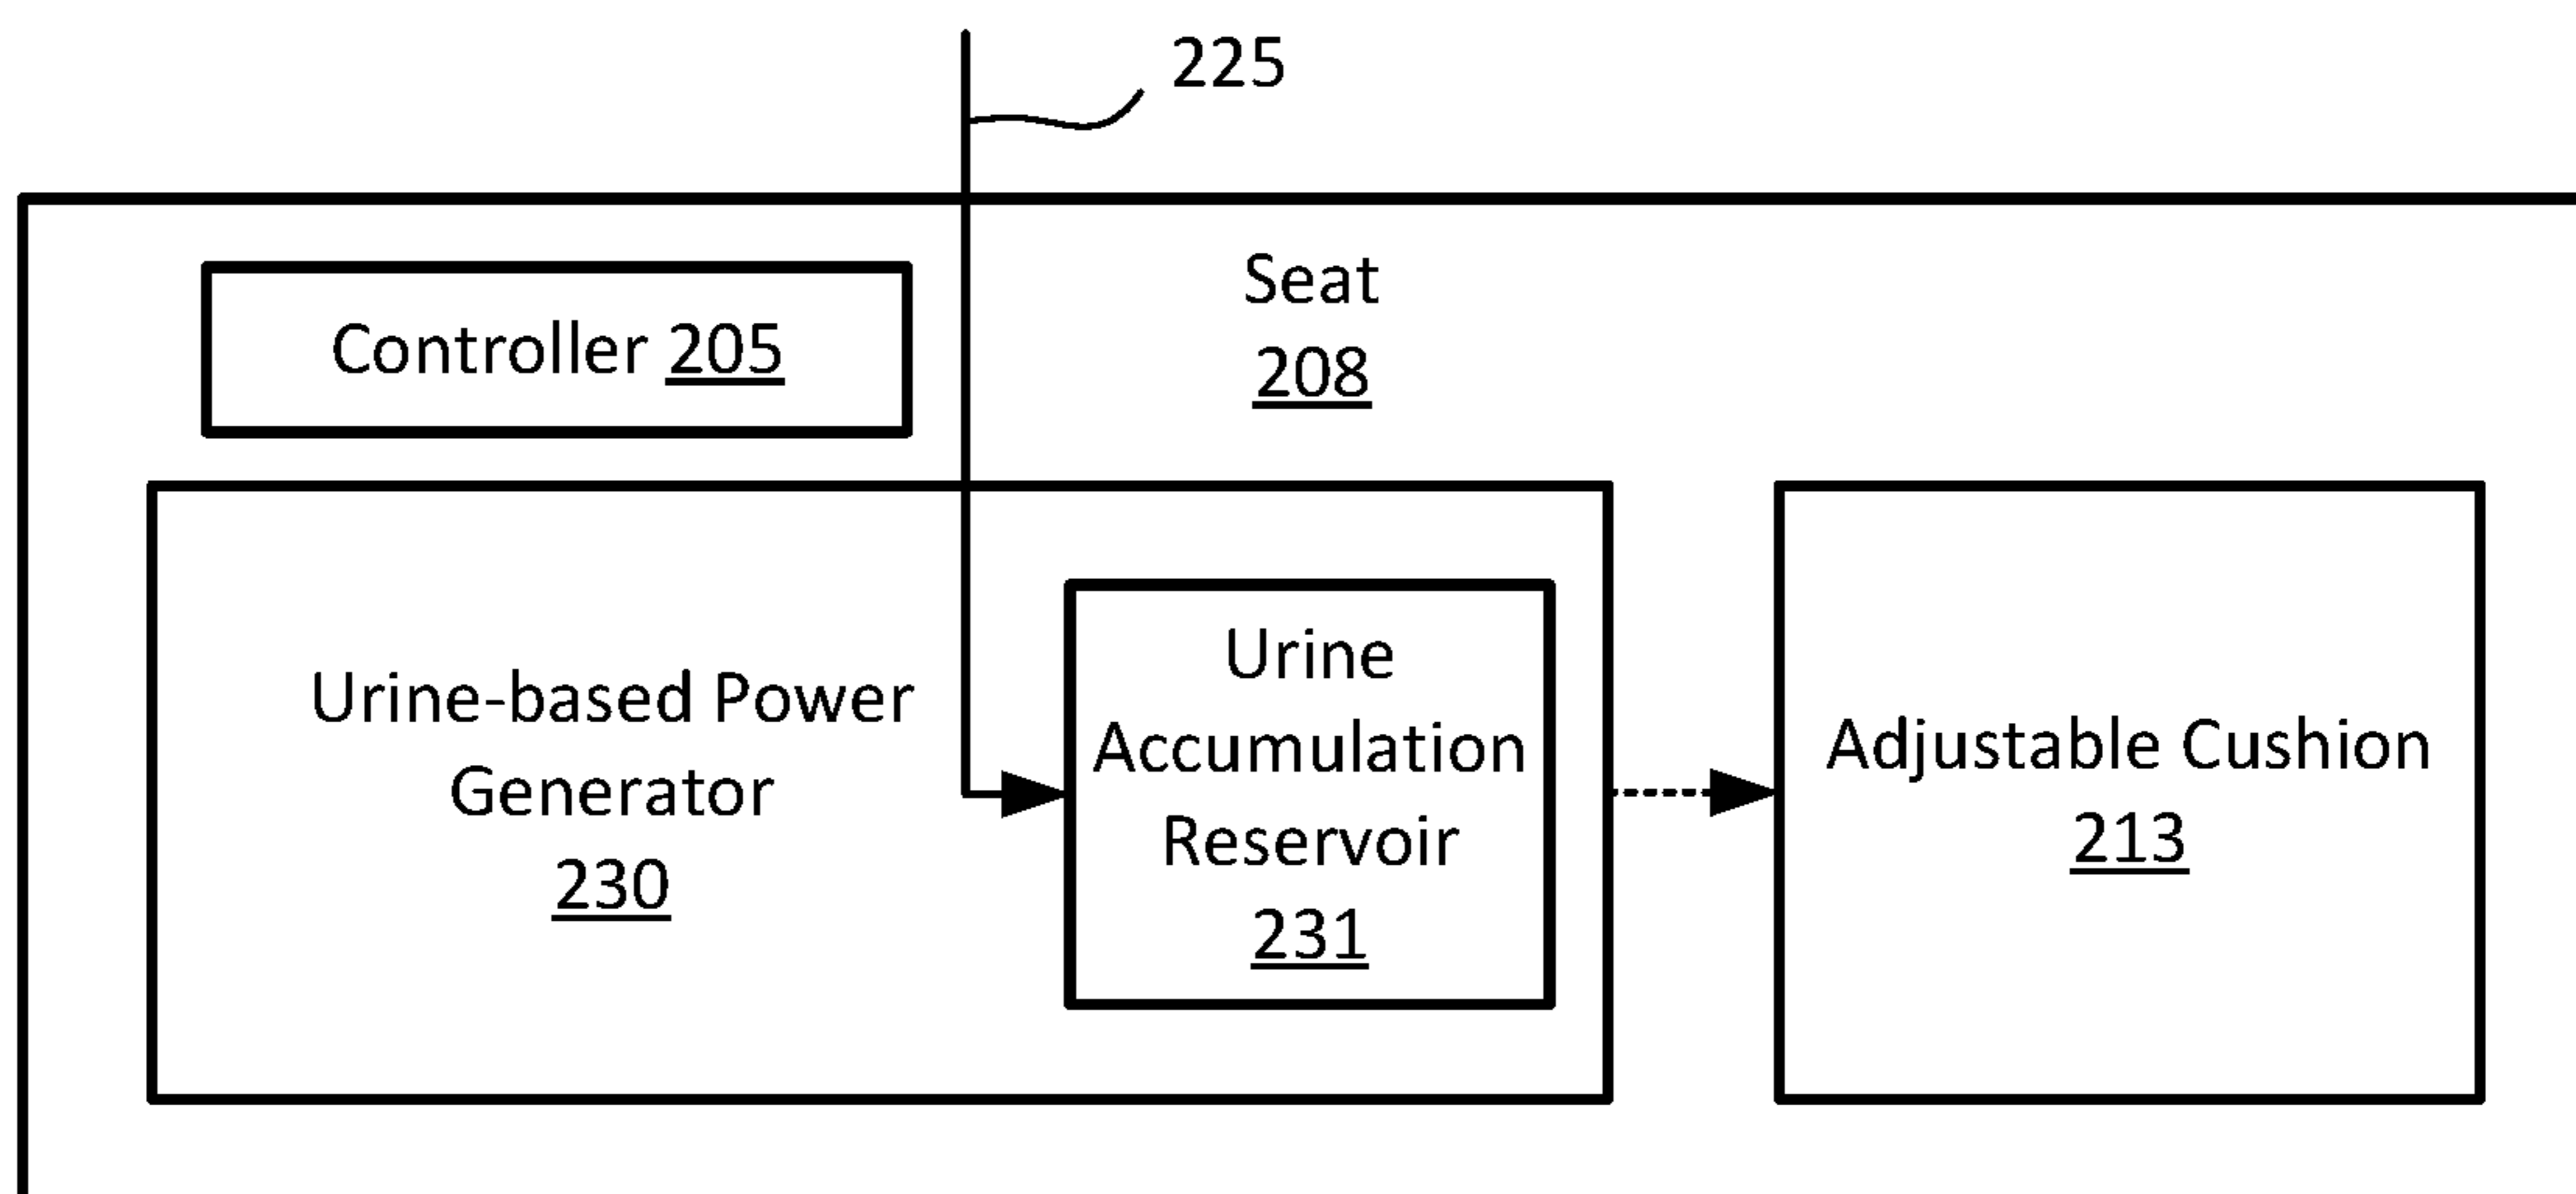 225
Seat
208
Controller 205
Urine-based Power
Generator
230
Urine
Accumulation
Reservoir
231
Adjustable Cushion
213